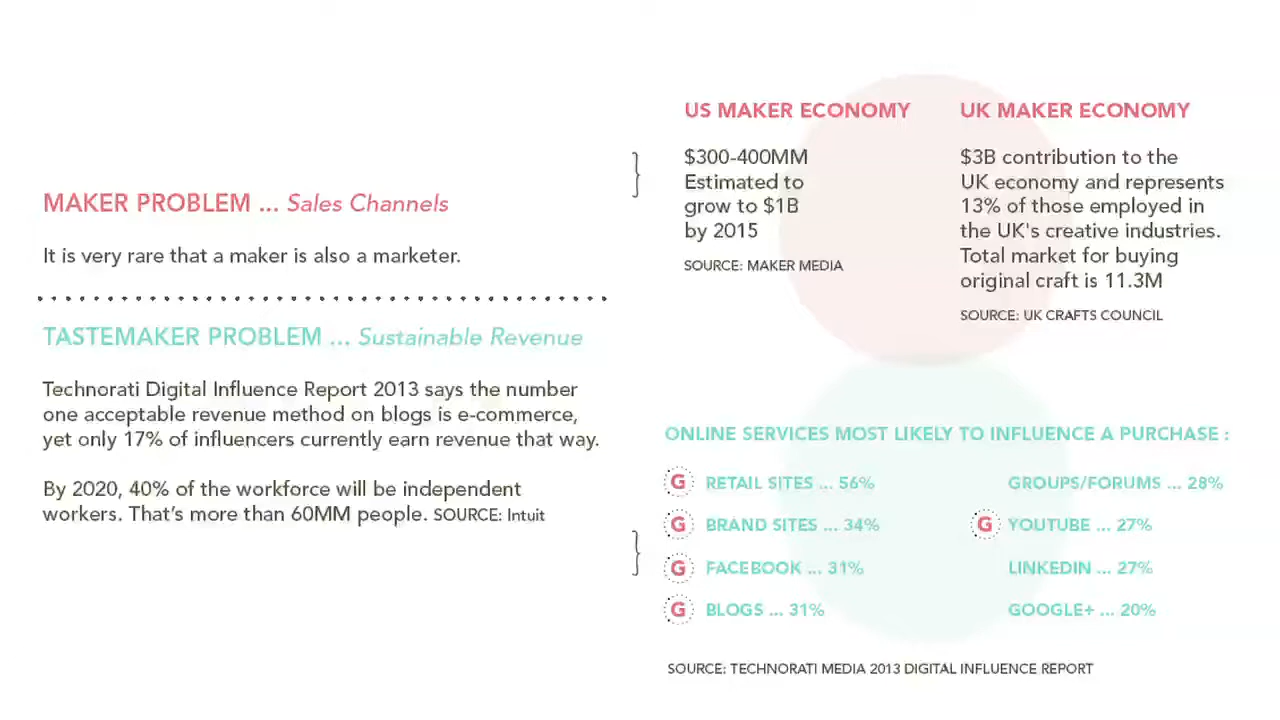 MAKER PROBLEM ... Sales Channels
It is very rare that a maker is also a marketer.
TASTEMAKER PROBLEM ... Sustainable Revenue
Technorati Digital Influence Report 2013 says the number
one acceptable revenue method on blogs is e-commerce,
yet only 17% of influencers currently earn revenue that way.
By 2020, 40% of the workforce will be independent
workers. That's more than 60MM people. SOURCE: Intuit
US MAKER ECONOMY
$300-400MM
Estimated to
grow to $1B
by 2015
SOURCE: MAKER MEDIA
UK MAKER ECONOMY
$3B contribution to the
UK economy and represents
13% of those employed in
the UK's creative industries.
Total market for buying
original craft is 11.3M
SOURCE: UK CRAFTS COUNCIL
ONLINE SERVICES MOST LIKELY TO INFLUENCE A PURCHASE :
G RETAIL SITES ... 56%
G BRAND SITES ... 34%
G FACEBOOK ... 31%
G BLOGS ... 31%
GROUPS/FORUMS ... 28%
G YOUTUBE ... 27%
LINKEDIN ... 27%
GOOGLE+ ... 20%
SOURCE: TECHNORATI MEDIA 2013 DIGITAL INFLUENCE REPORT